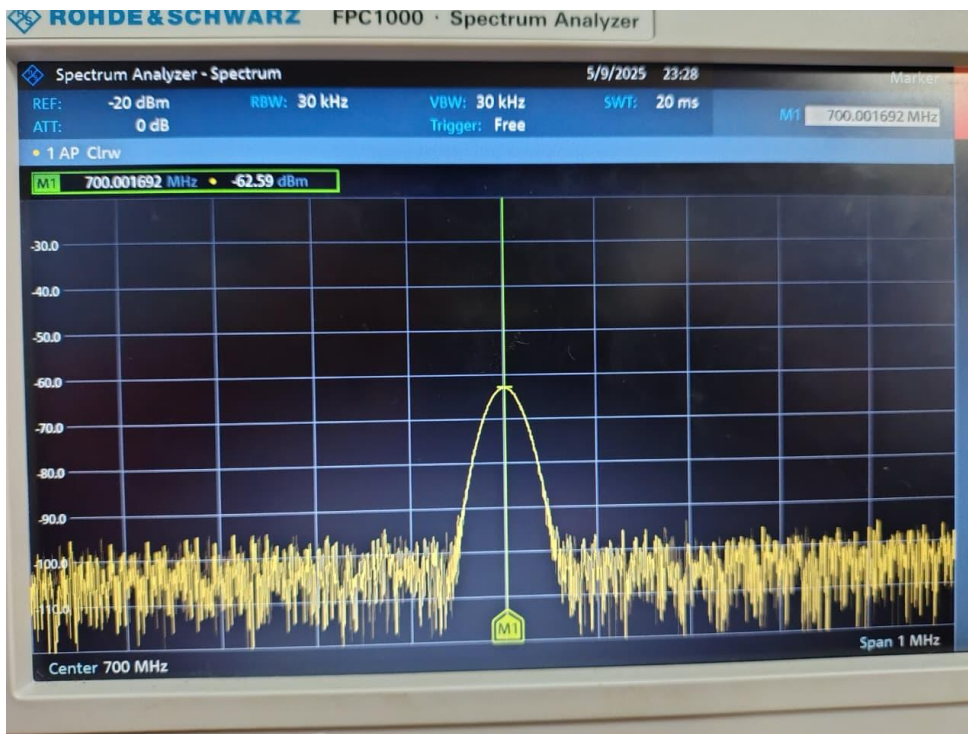 ROHDE & SCHWARZ FPC1000 · Spectrum Analyzer
Spectrum Analyzer - Spectrum 5/9/2025 23:28 Marker
REF: -20 dBm RBW: 30 kHz VBW: 30 kHz SWT: 20 ms
ATT: 0 dB Trigger: Free M1 700.001692 MHz
• 1 AP Clrw
M1 700.001692 MHz • -62.59 dBm
-30.0
-40.0
-50.0
-60.0
-70.0
-80.0
-90.0
-100.0
-110.0
M1
Center 700 MHz Span 1 MHz